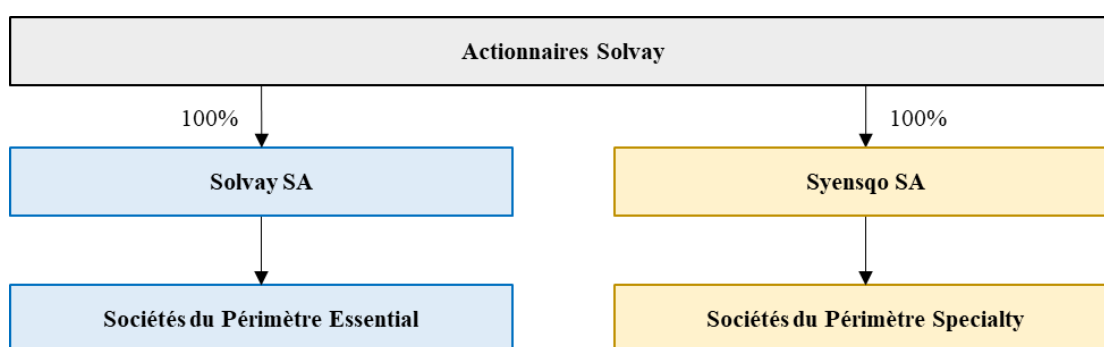 Actionnaires Solvay
100%
100%
Solvay SA
Syensqo SA
Sociétés du Périmètre Essential
Sociétés du Périmètre Specialty